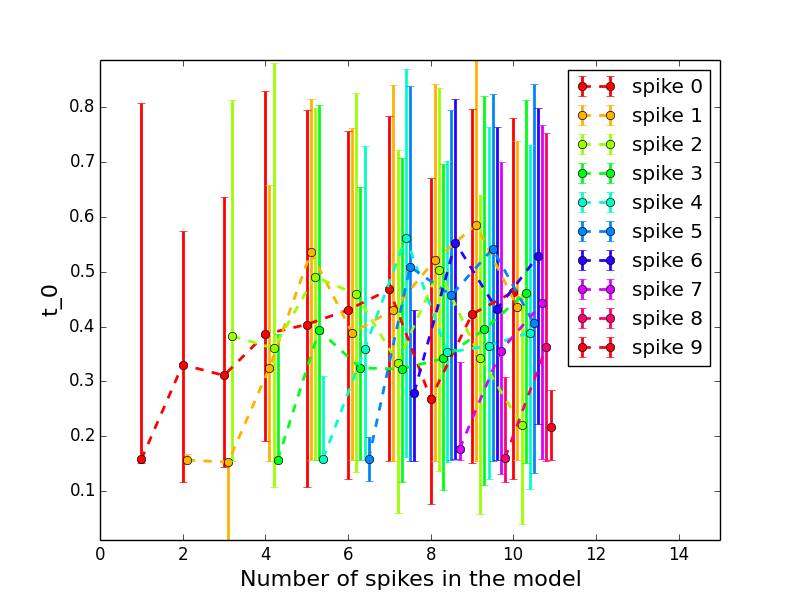 0.8
0.7
0.6
0.5
0.4
0.3
0.2
0.1
t_0
0 2 4 6 8 10 12 14
Number of spikes in the model
spike 0
spike 1
spike 2
spike 3
spike 4
spike 5
spike 6
spike 7
spike 8
spike 9